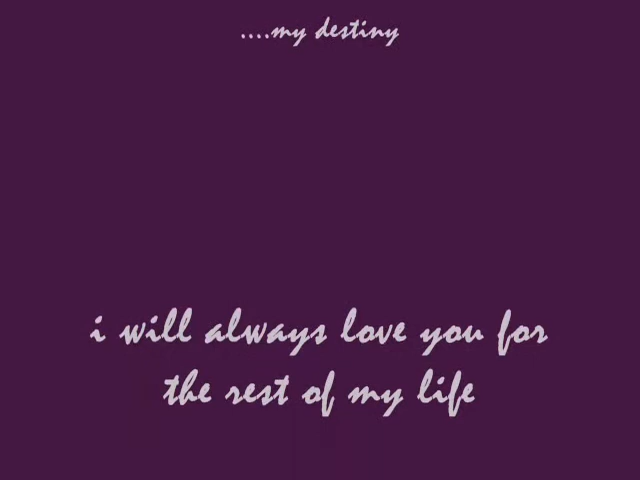 ....my destiny
i will always love you for
the rest of my life